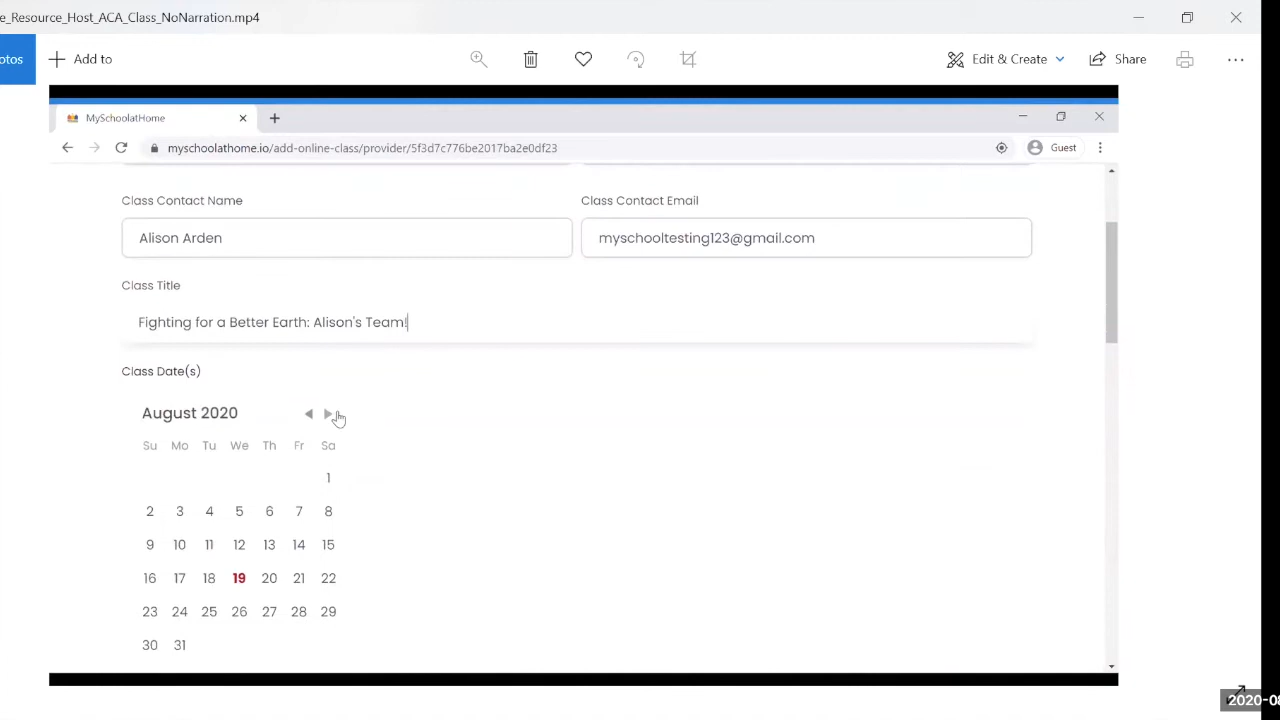 e_Resource_Host_ACA_Class_NoNarration.mp4
otos
Add to
Edit & Create
Share
MySchoolatHome
myschoolathome.io/add-online-class/provider/5f3d7c776be2017ba2e0df23
Guest
Class Contact Name
Class Contact Email
Alison Arden
myschooltesting123@gmail.com
Class Title
Fighting for a Better Earth: Alison's Team!
Class Date(s)
August 2020
Su Mo Tu We Th Fr Sa
1
2 3 4 5 6 7 8
9 10 11 12 13 14 15
16 17 18 19 20 21 22
23 24 25 26 27 28 29
30 31
2020-08